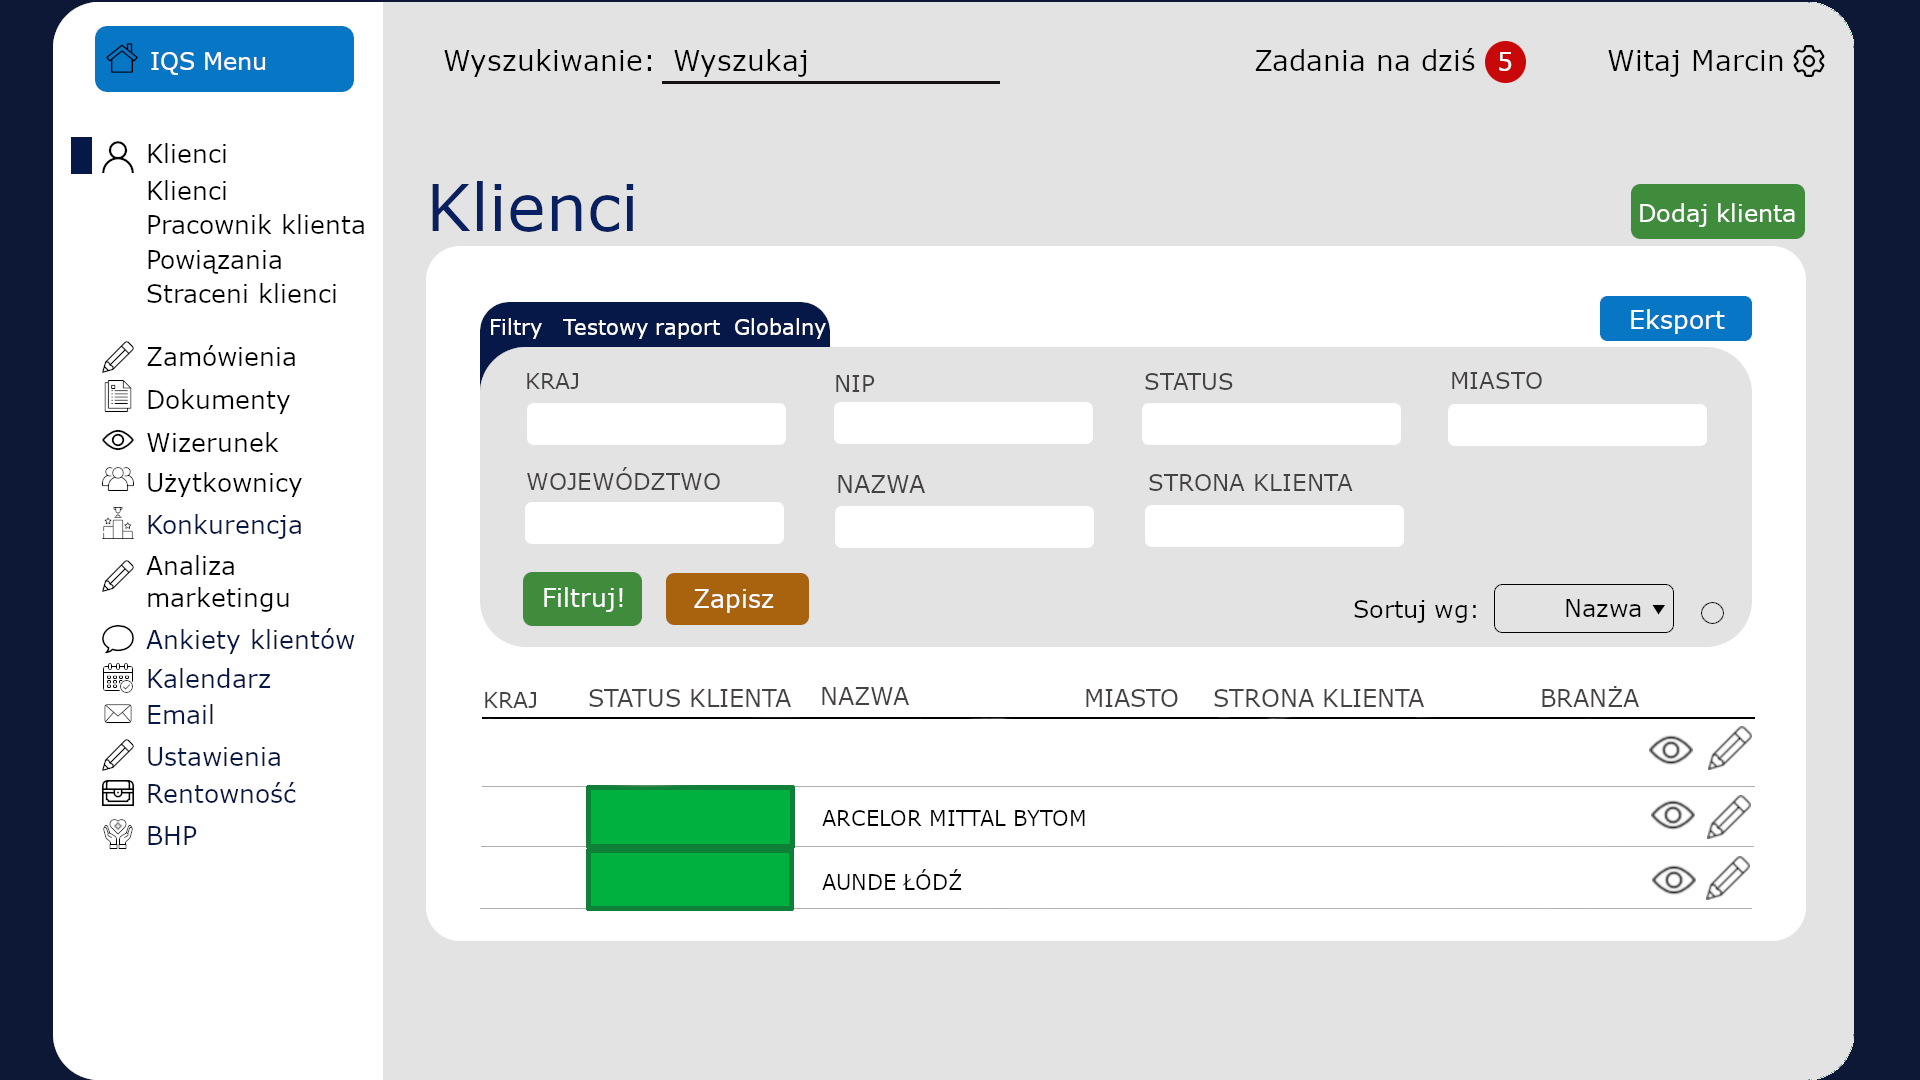 IQS Menu
Wyszukiwanie: Wyszukaj
Zadania na dziś 5
Witaj Marcin
Klienci
Klienci
Pracownik klienta
Powiązania
Straceni klienci
Zamówienia
Dokumenty
Wizerunek
Użytkownicy
Konkurencja
Analiza
marketingu
Ankiety klientów
Kalendarz
Email
Ustawienia
Rentowność
BHP
Klienci
Dodaj klienta
Filtry Testowy raport Globalny
Eksport
KRAJ NIP STATUS MIASTO
WOJEWÓDZTWO NAZWA STRONA KLIENTA
Filtruj! Zapisz
Sortuj wg: Nazwa
KRAJ STATUS KLIENTA NAZWA MIASTO STRONA KLIENTA BRANŻA
ARCELOR MITTAL BYTOM
AUNDE ŁÓDŹ